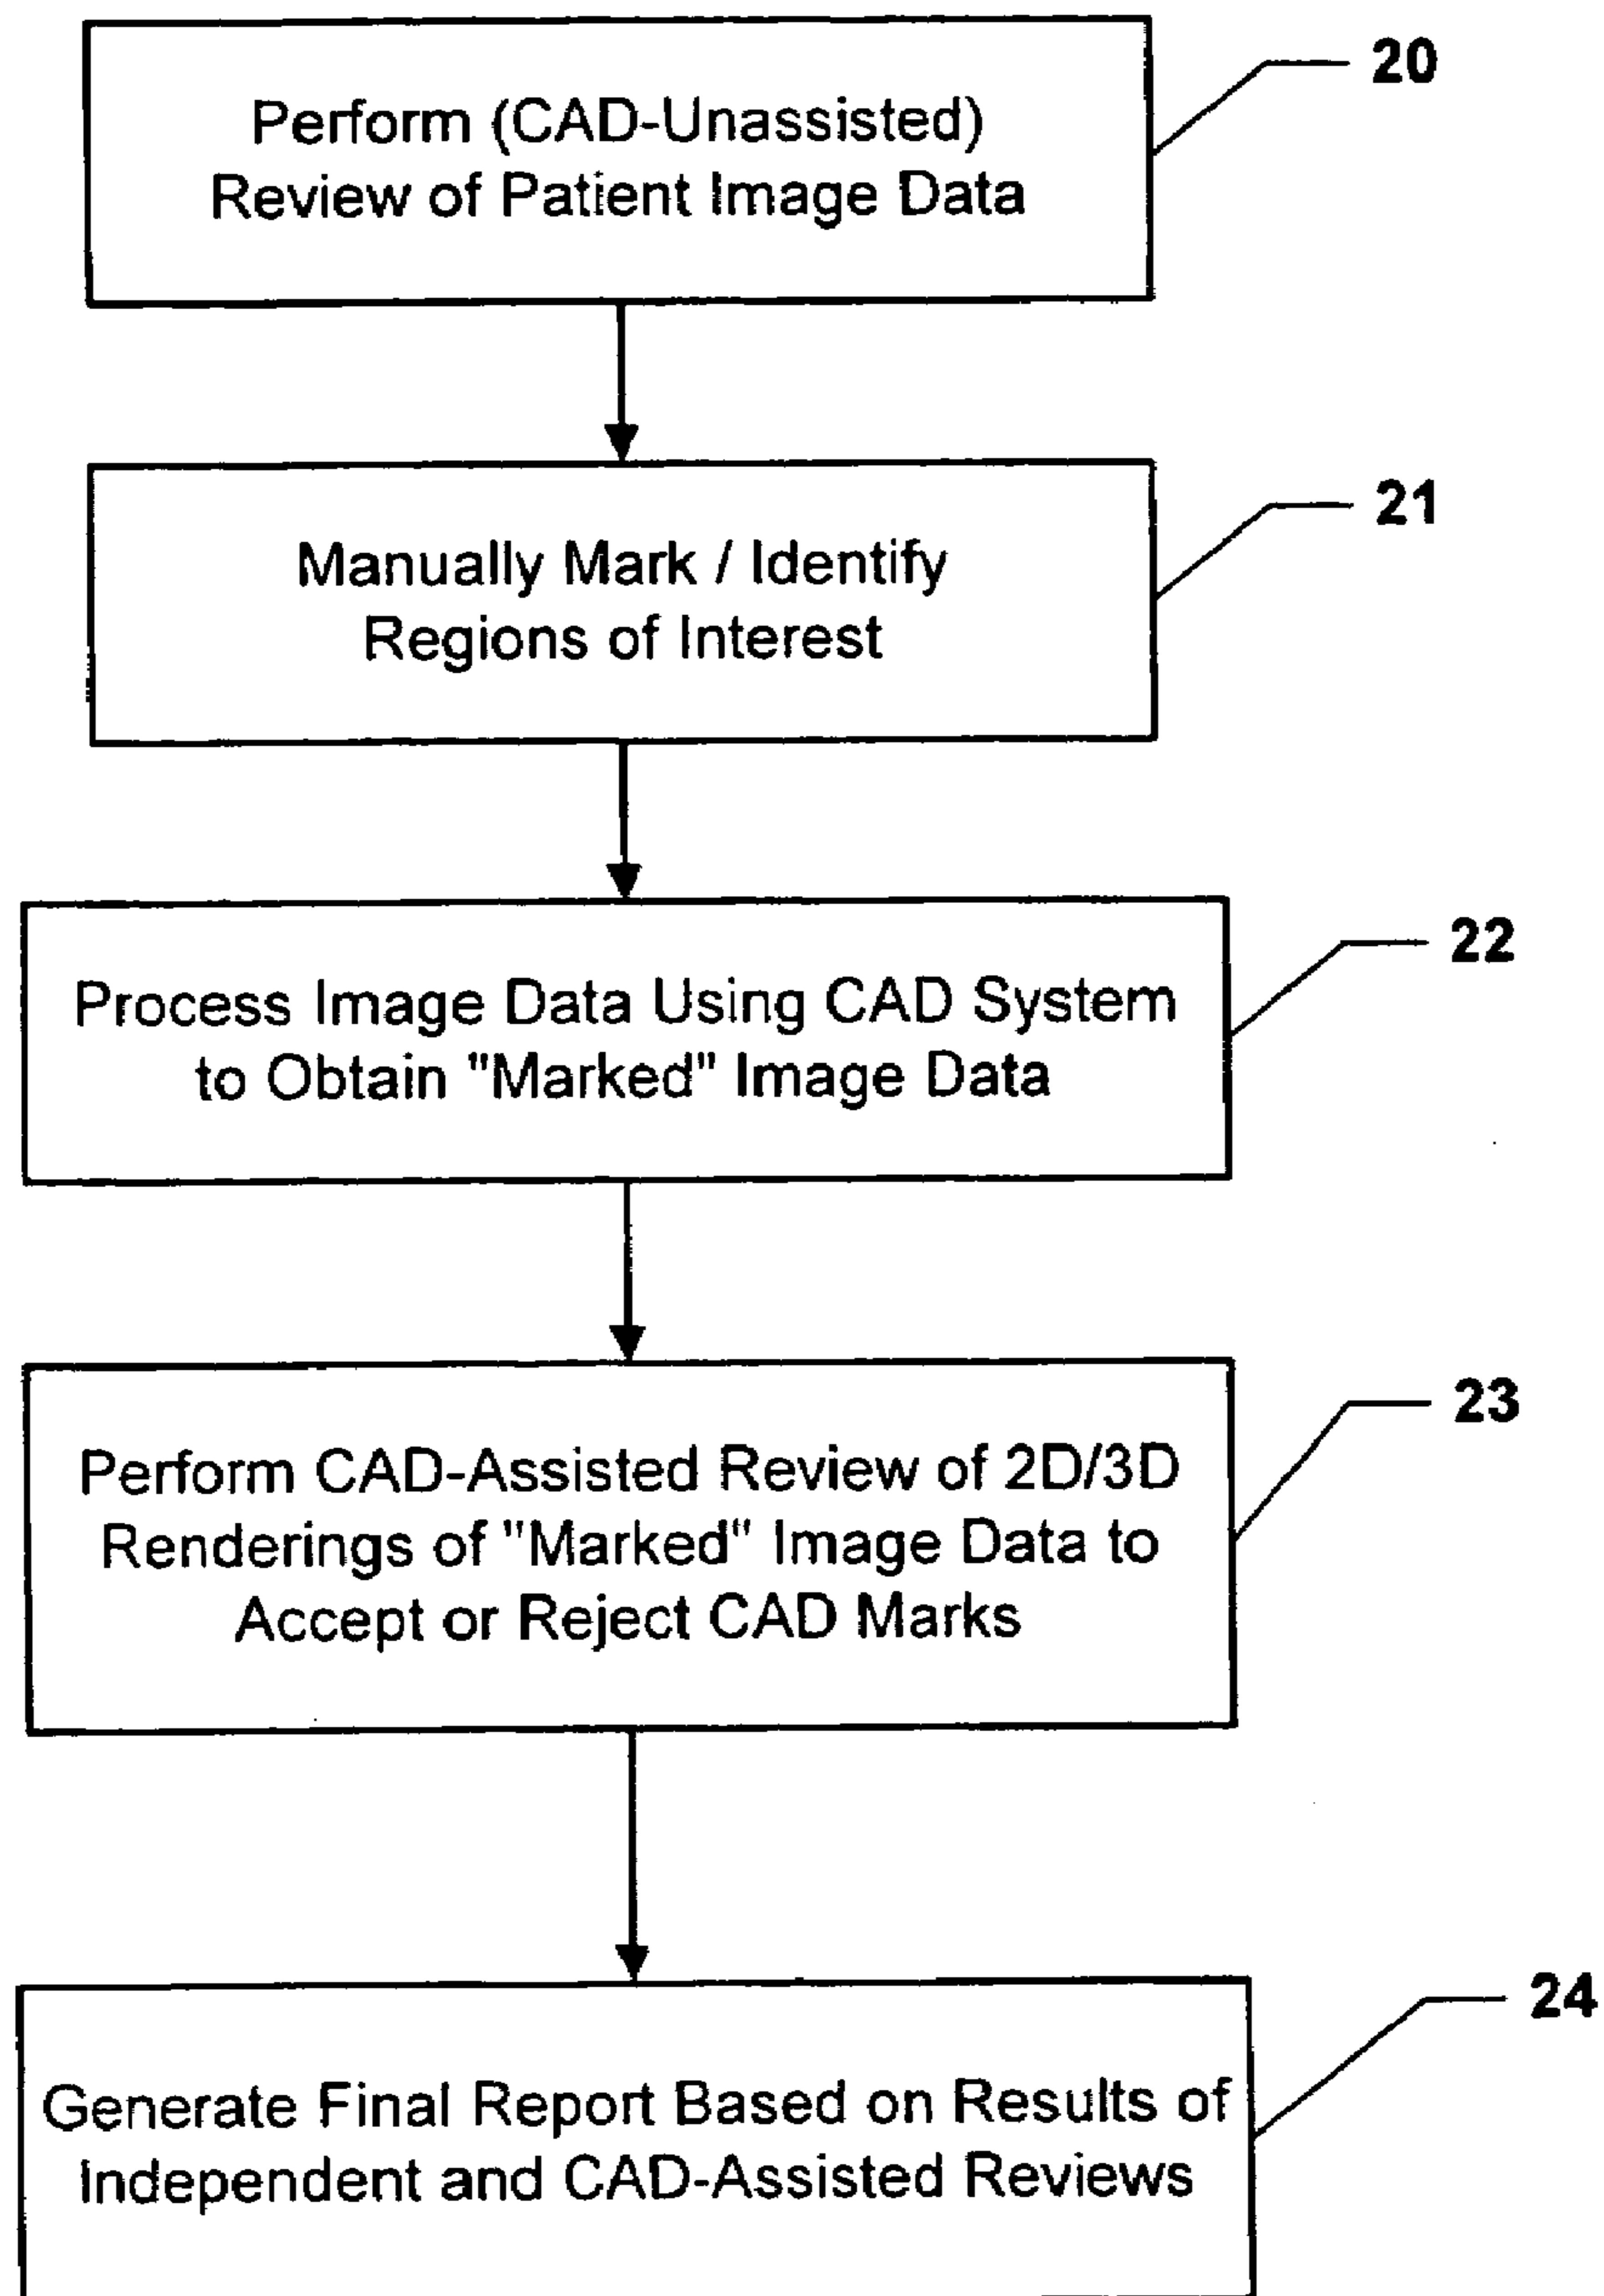 20
Perform (CAD-Unassisted)
Review of Patient Image Data
21
Manually Mark / Identify
Regions of Interest
22
Process Image Data Using CAD System
to Obtain "Marked" Image Data
23
Perform CAD-Assisted Review of 2D/3D
Renderings of "Marked" Image Data to
Accept or Reject CAD Marks
24
Generate Final Report Based on Results of
Independent and CAD-Assisted Reviews